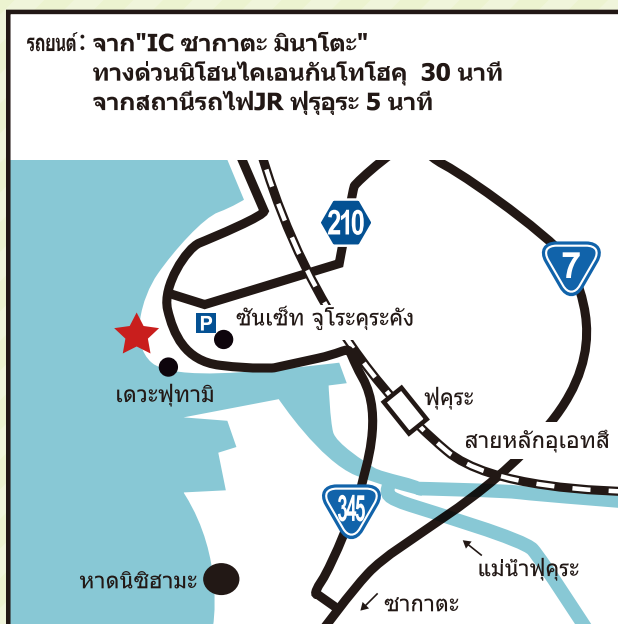 รถยนต์: จาก"IC ซากาตะ มินาโตะ"
ทางด่วนนิโฮนไคเอนกันโทโฮคุ 30 นาที
จากสถานีรถไฟJR ฟุรุอุระ 5 นาที
210
7
P
ซันเซ็ท จูโระคุระคัง
เดวะฟุทามิ
ฟุคุระ
สายหลักอุเอทสึ
345
แม่น้ำฟุคุระ
หาดนิซิฮามะ
ซากาตะ